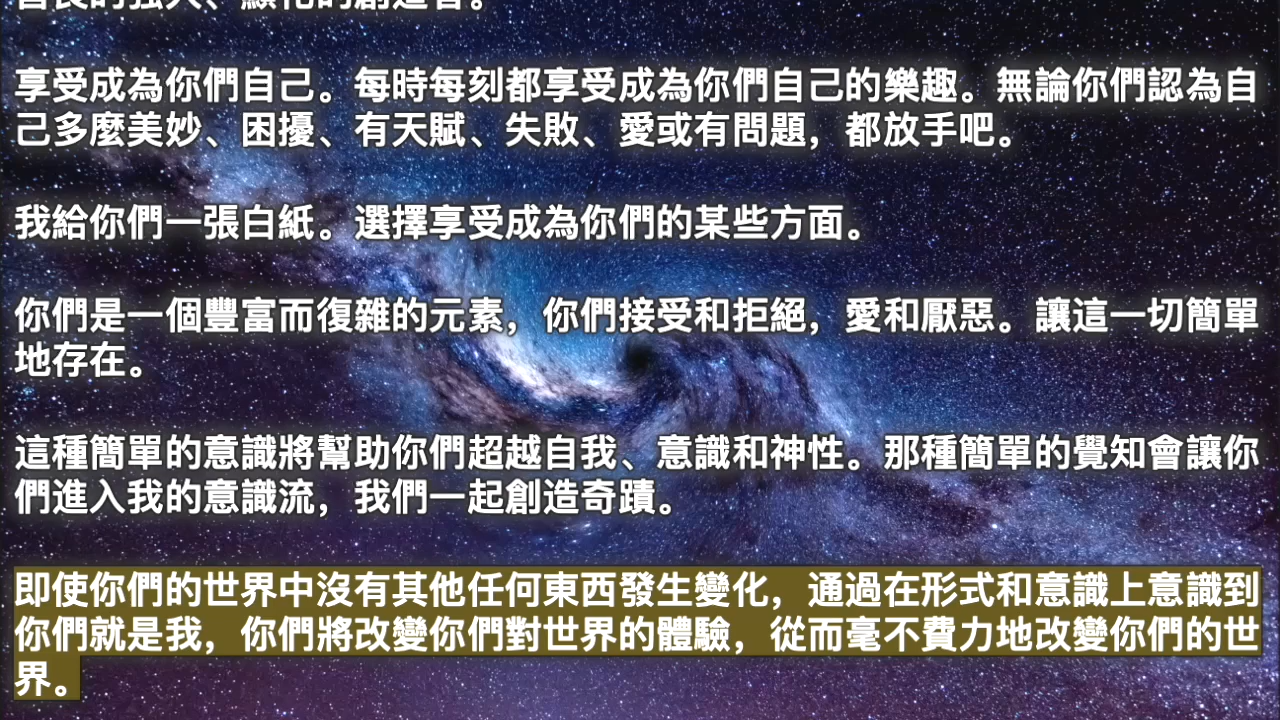 善良的強大、顯化的創造者。
享受成為你們自己。每時每刻都享受成為你們自己的樂趣。無論你們認為自
己多麼美妙、困擾、有天賦、失敗、愛或有問題，都放手吧。
我給你們一張白紙。選擇享受成為你們的某些方面。
你們是一個豐富而復雜的元素，你們接受和拒絕，愛和厭惡。讓這一切簡單
地存在。
這種簡單的意識將幫助你們超越自我、意識和神性。那種簡單的覺知會讓你
們進入我的意識流，我們一起創造奇蹟。
即使你們的世界中沒有其他任何東西發生變化，通過在形式和意識上意識到
你們就是我，你們將改變你們對世界的體驗，從而毫不費力地改變你們的世
界。